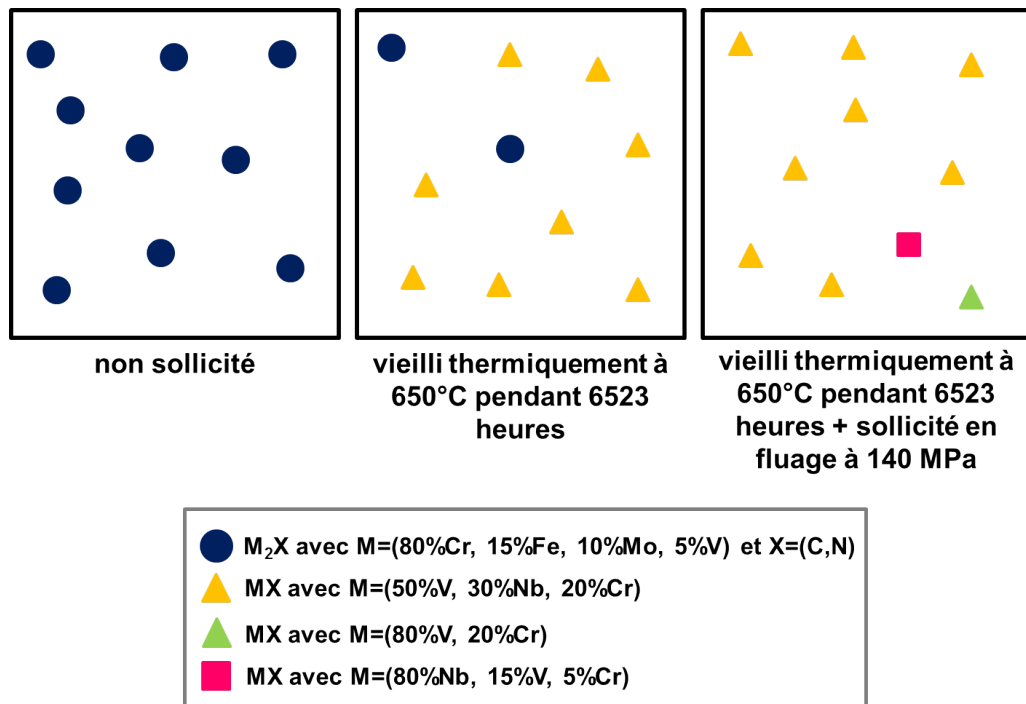 non sollicité
vieilli thermiquement à
650°C pendant 6523
heures
vieilli thermiquement à
650°C pendant 6523
heures + sollicité en
fluage à 140 MPa
M₂X avec M=(80%Cr, 15%Fe, 10%Mo, 5%V) et X=(C,N)
MX avec M=(50%V, 30%Nb, 20%Cr)
MX avec M=(80%V, 20%Cr)
MX avec M=(80%Nb, 15%V, 5%Cr)